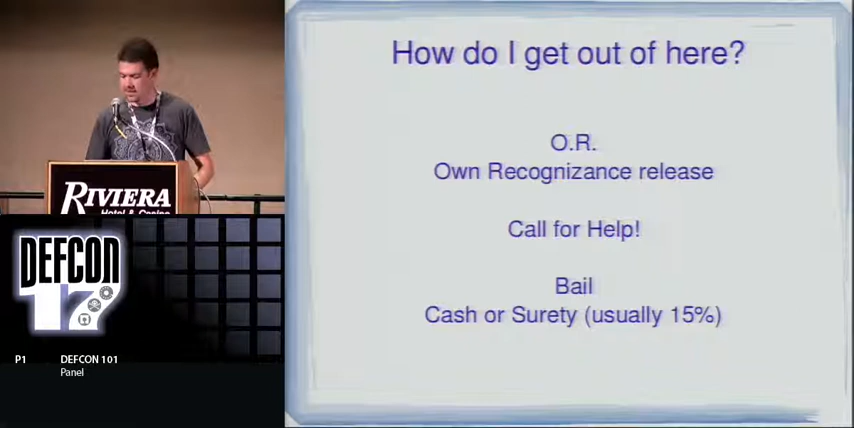 How do I get out of here?
O.R.
Own Recognizance release
Call for Help!
Bail
Cash or Surety (usually 15%)
RIVIERA
Hotel & Casino
DEFCON
17
P1 DEFCON 101
Panel